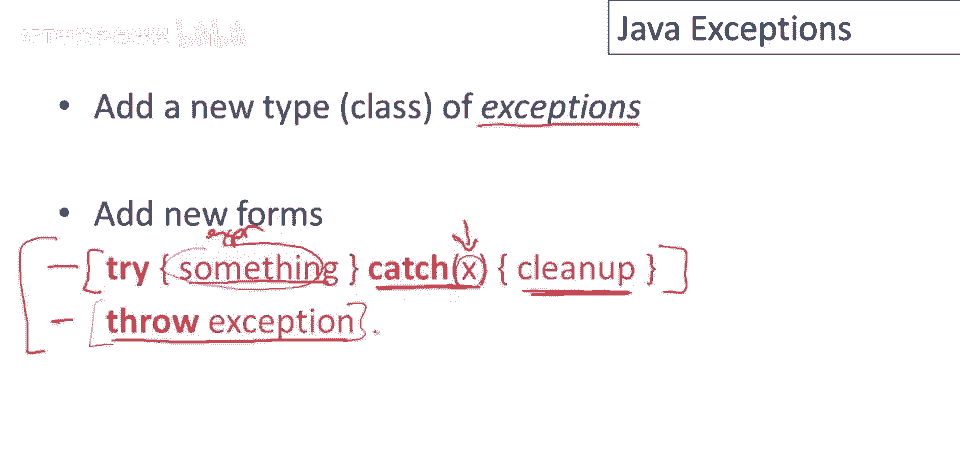 Java Exceptions
• Add a new type (class) of exceptions
• Add new forms
– try { something } catch(x) { cleanup }
– throw exception